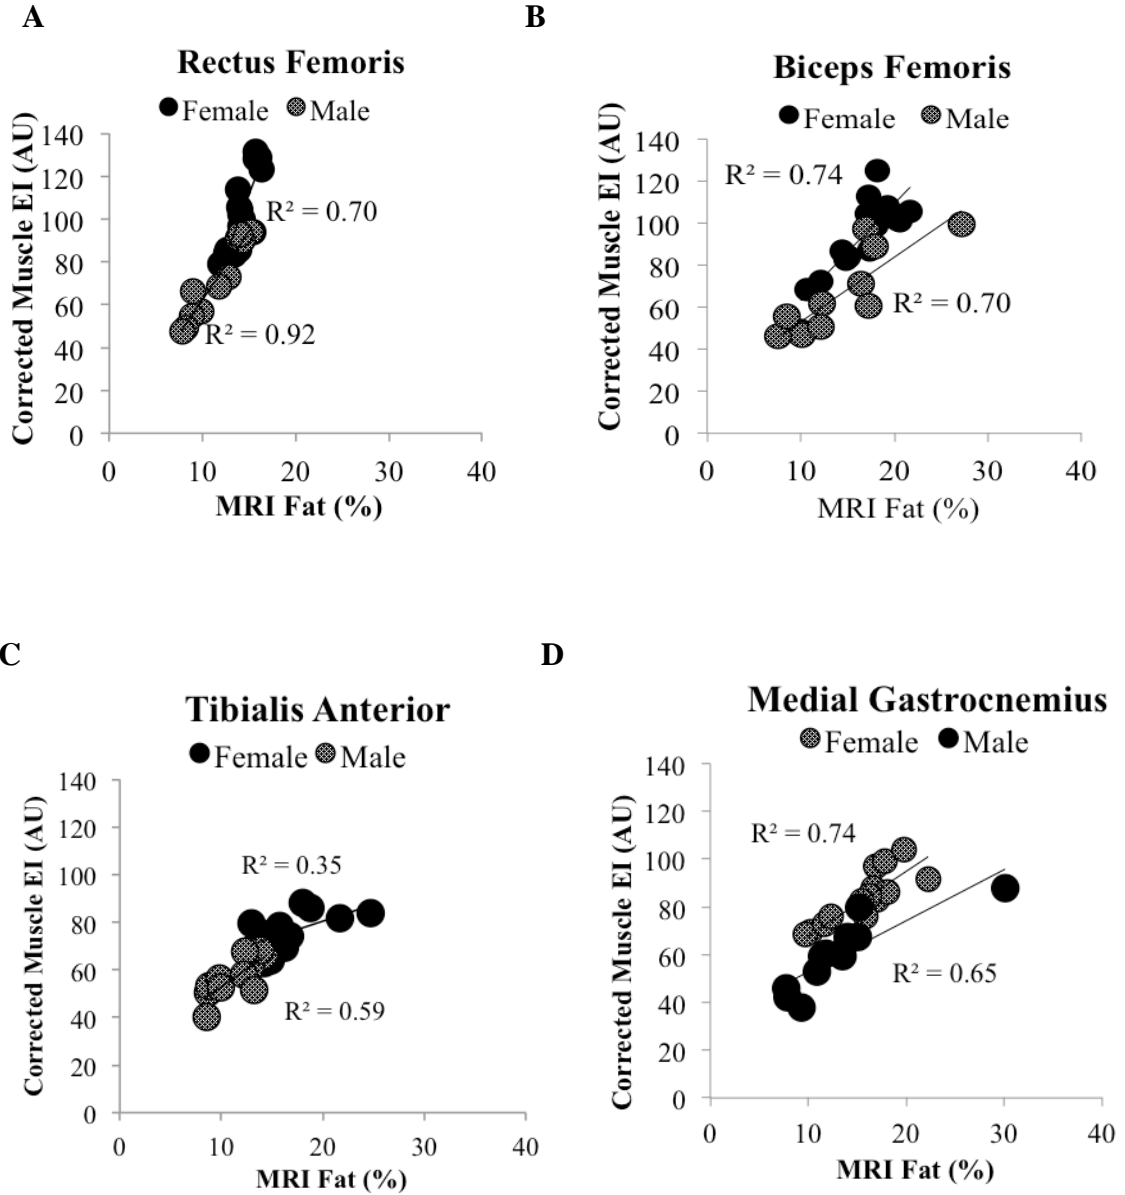 A
Rectus Femoris
Female Male
Corrected Muscle EI (AU)
140
120
100
80
60
40
20
0
R² = 0.70
R² = 0.92
0 10 20 30 40
MRI Fat (%)
B
Biceps Femoris
Female Male
Corrected Muscle EI (AU)
140
120
100
80
60
40
20
0
R² = 0.74
R² = 0.70
0 10 20 30 40
MRI Fat (%)
C
Tibialis Anterior
Female Male
Corrected Muscle EI (AU)
140
120
100
80
60
40
20
0
R² = 0.35
R² = 0.59
0 10 20 30 40
MRI Fat (%)
D
Medial Gastrocnemius
Female Male
Corrected Muscle EI (AU)
140
120
100
80
60
40
20
0
R² = 0.74
R² = 0.65
0 10 20 30 40
MRI Fat (%)